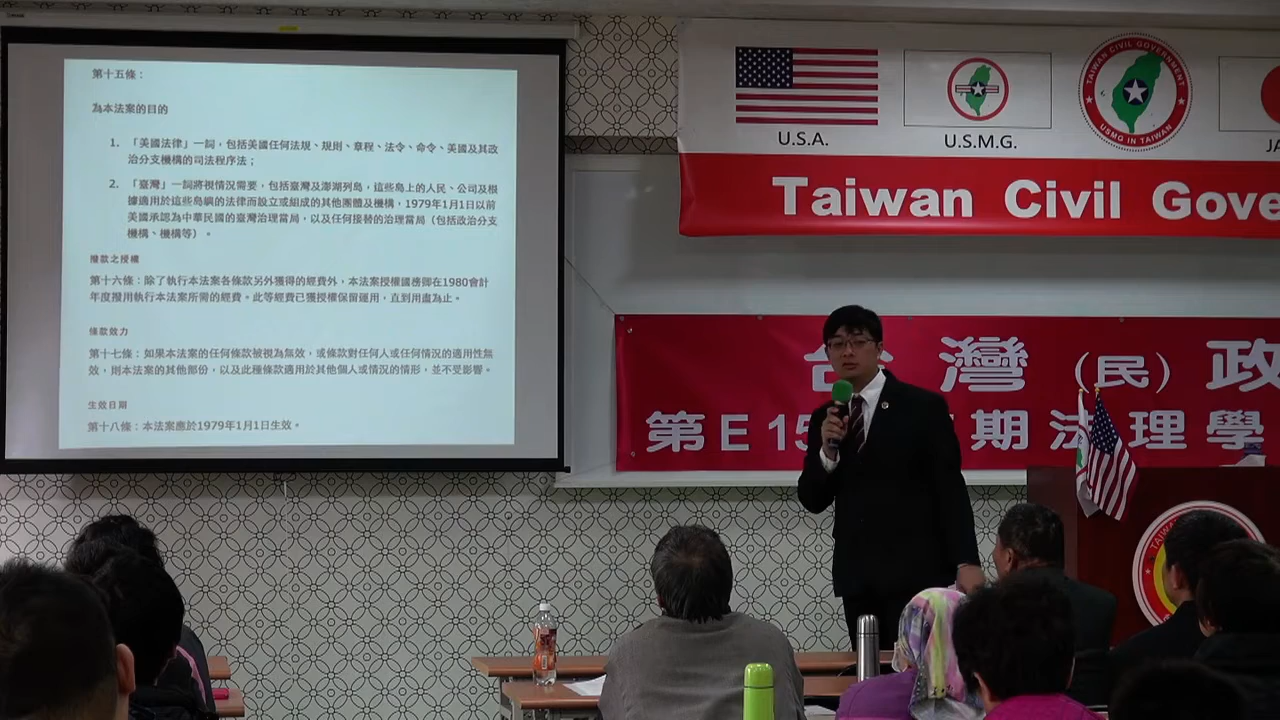 第十五條：
為本法案的目的
1. 「美國法律」一詞，包括美國任何法規、規則、章程、法令、命令、美國及其政
治分支機構的司法程序法；
2. 「臺灣」一詞將視情況需要，包括臺灣及澎湖列島，這些島上的人民、公司及根
據適用於這些島嶼的法律而設立或組成的其他團體及機構，1979年1月1日以前
美國承認為中華民國的臺灣治理當局，以及任何接替的治理當局（包括政治分支
機構、機構等）。
撥款之授權
第十六條：除了執行本法案各條款另外獲得的經費外，本法案授權國務卿在1980會計
年度撥用執行本法案所需的經費。此等經費已獲授權保留運用，直到用盡為止。
條款效力
第十七條：如果本法案的任何條款被視為無效，或條款對任何人或任何情況的適用性無
效，則本法案的其他部份，以及此種條款適用於其他個人或情況的情形，並不受影響。
生效日期
第十八條：本法案應於1979年1月1日生效。
TAIWAN CIVIL GOVERNMENT
USMG IN TAIWAN
U.S.A.
U.S.M.G.
JA
Taiwan Civil Gove
台灣（民）政
第E15 期法理學
TAIWAN